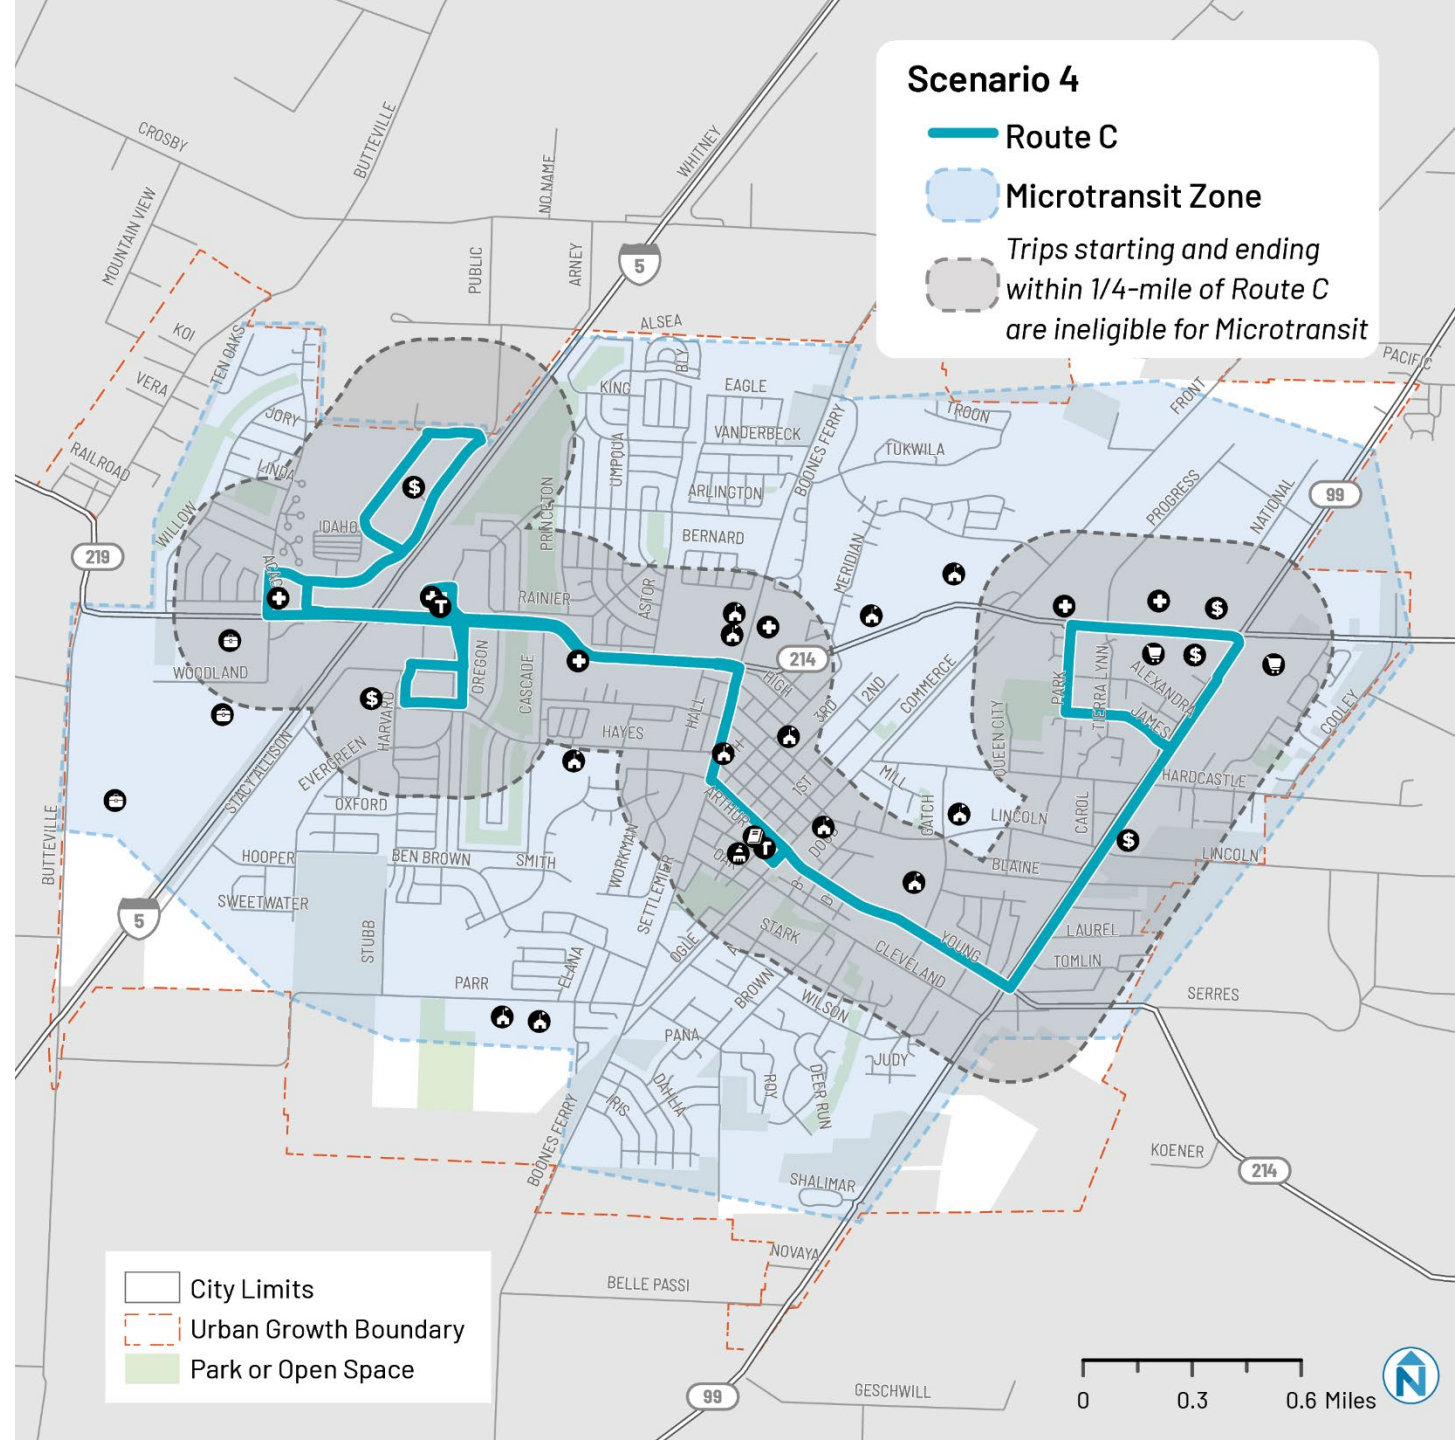 Scenario 4
Route C
Microtransit Zone
Trips starting and ending
within 1/4-mile of Route C
are ineligible for Microtransit
CROSBY
BUTTEVILLE
NO NAME
WHITNEY
MOUNTAIN VIEW
PUBLIC
ARNEY
5
KOI
TEN OAKS
ALSEA
BLY
PACIFIC
VERA
KING
EAGLE
FRONT
JORY
TROON
VANDERBECK
BOONES FERRY
RAILROAD
LINDA
UMPQUA
TUKWILA
ARLINGTON
PROGRESS
NATIONAL
99
$
WILLOW
IDAHO
PRINCETON
BERNARD
219
MERIDIAN
RAINIER
ASTOR
T
$
WOODLAND
OREGON
CASCADE
214
HIGH
2ND
3RD
COMMERCE
PARK
TIERRA LYNN
ALEXANDRA
JAMES
$
COOLEY
$
HARVARD
HAYES
HALL
H
QUEEN CITY
STACY ALLISON
EVERGREEN
1ST
MILL
HARDCASTLE
OXFORD
ARTHUR
GATCH
LINCOLN
CAROL
$
BUTTEVILLE
HOOPER
BEN BROWN
SMITH
WORKMAN
SETTLEMIER
OAK
T
BLAINE
LINCOLN
SWEETWATER
B
B
5
STUBB
OGLE
A
STARK
CLEVELAND
YOUNG
LAUREL
TOMLIN
PARR
ELANA
BROWN
WILSON
SERRES
PANA
JUDY
IRIS
DAHLIA
ROY
DEER RUN
BOONES FERRY
KOENER
214
SHALIMAR
NOVAYA
BELLE PASSI
City Limits
Urban Growth Boundary
Park or Open Space
99
GESCHWILL
0
0.3
0.6 Miles
N